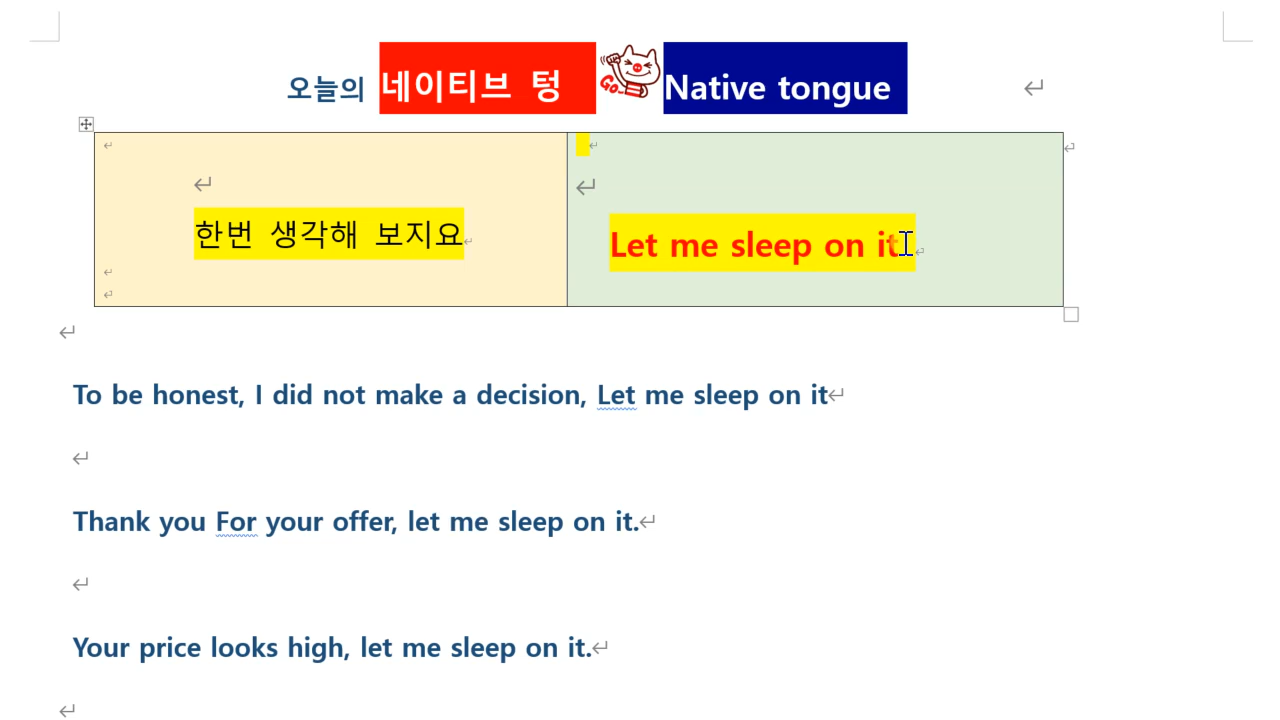 오늘의 네이티브 텅 Go~ Native tongue
한번 생각해 보지요
Let me sleep on it
To be honest, I did not make a decision, Let me sleep on it
Thank you For your offer, let me sleep on it.
Your price looks high, let me sleep on it.